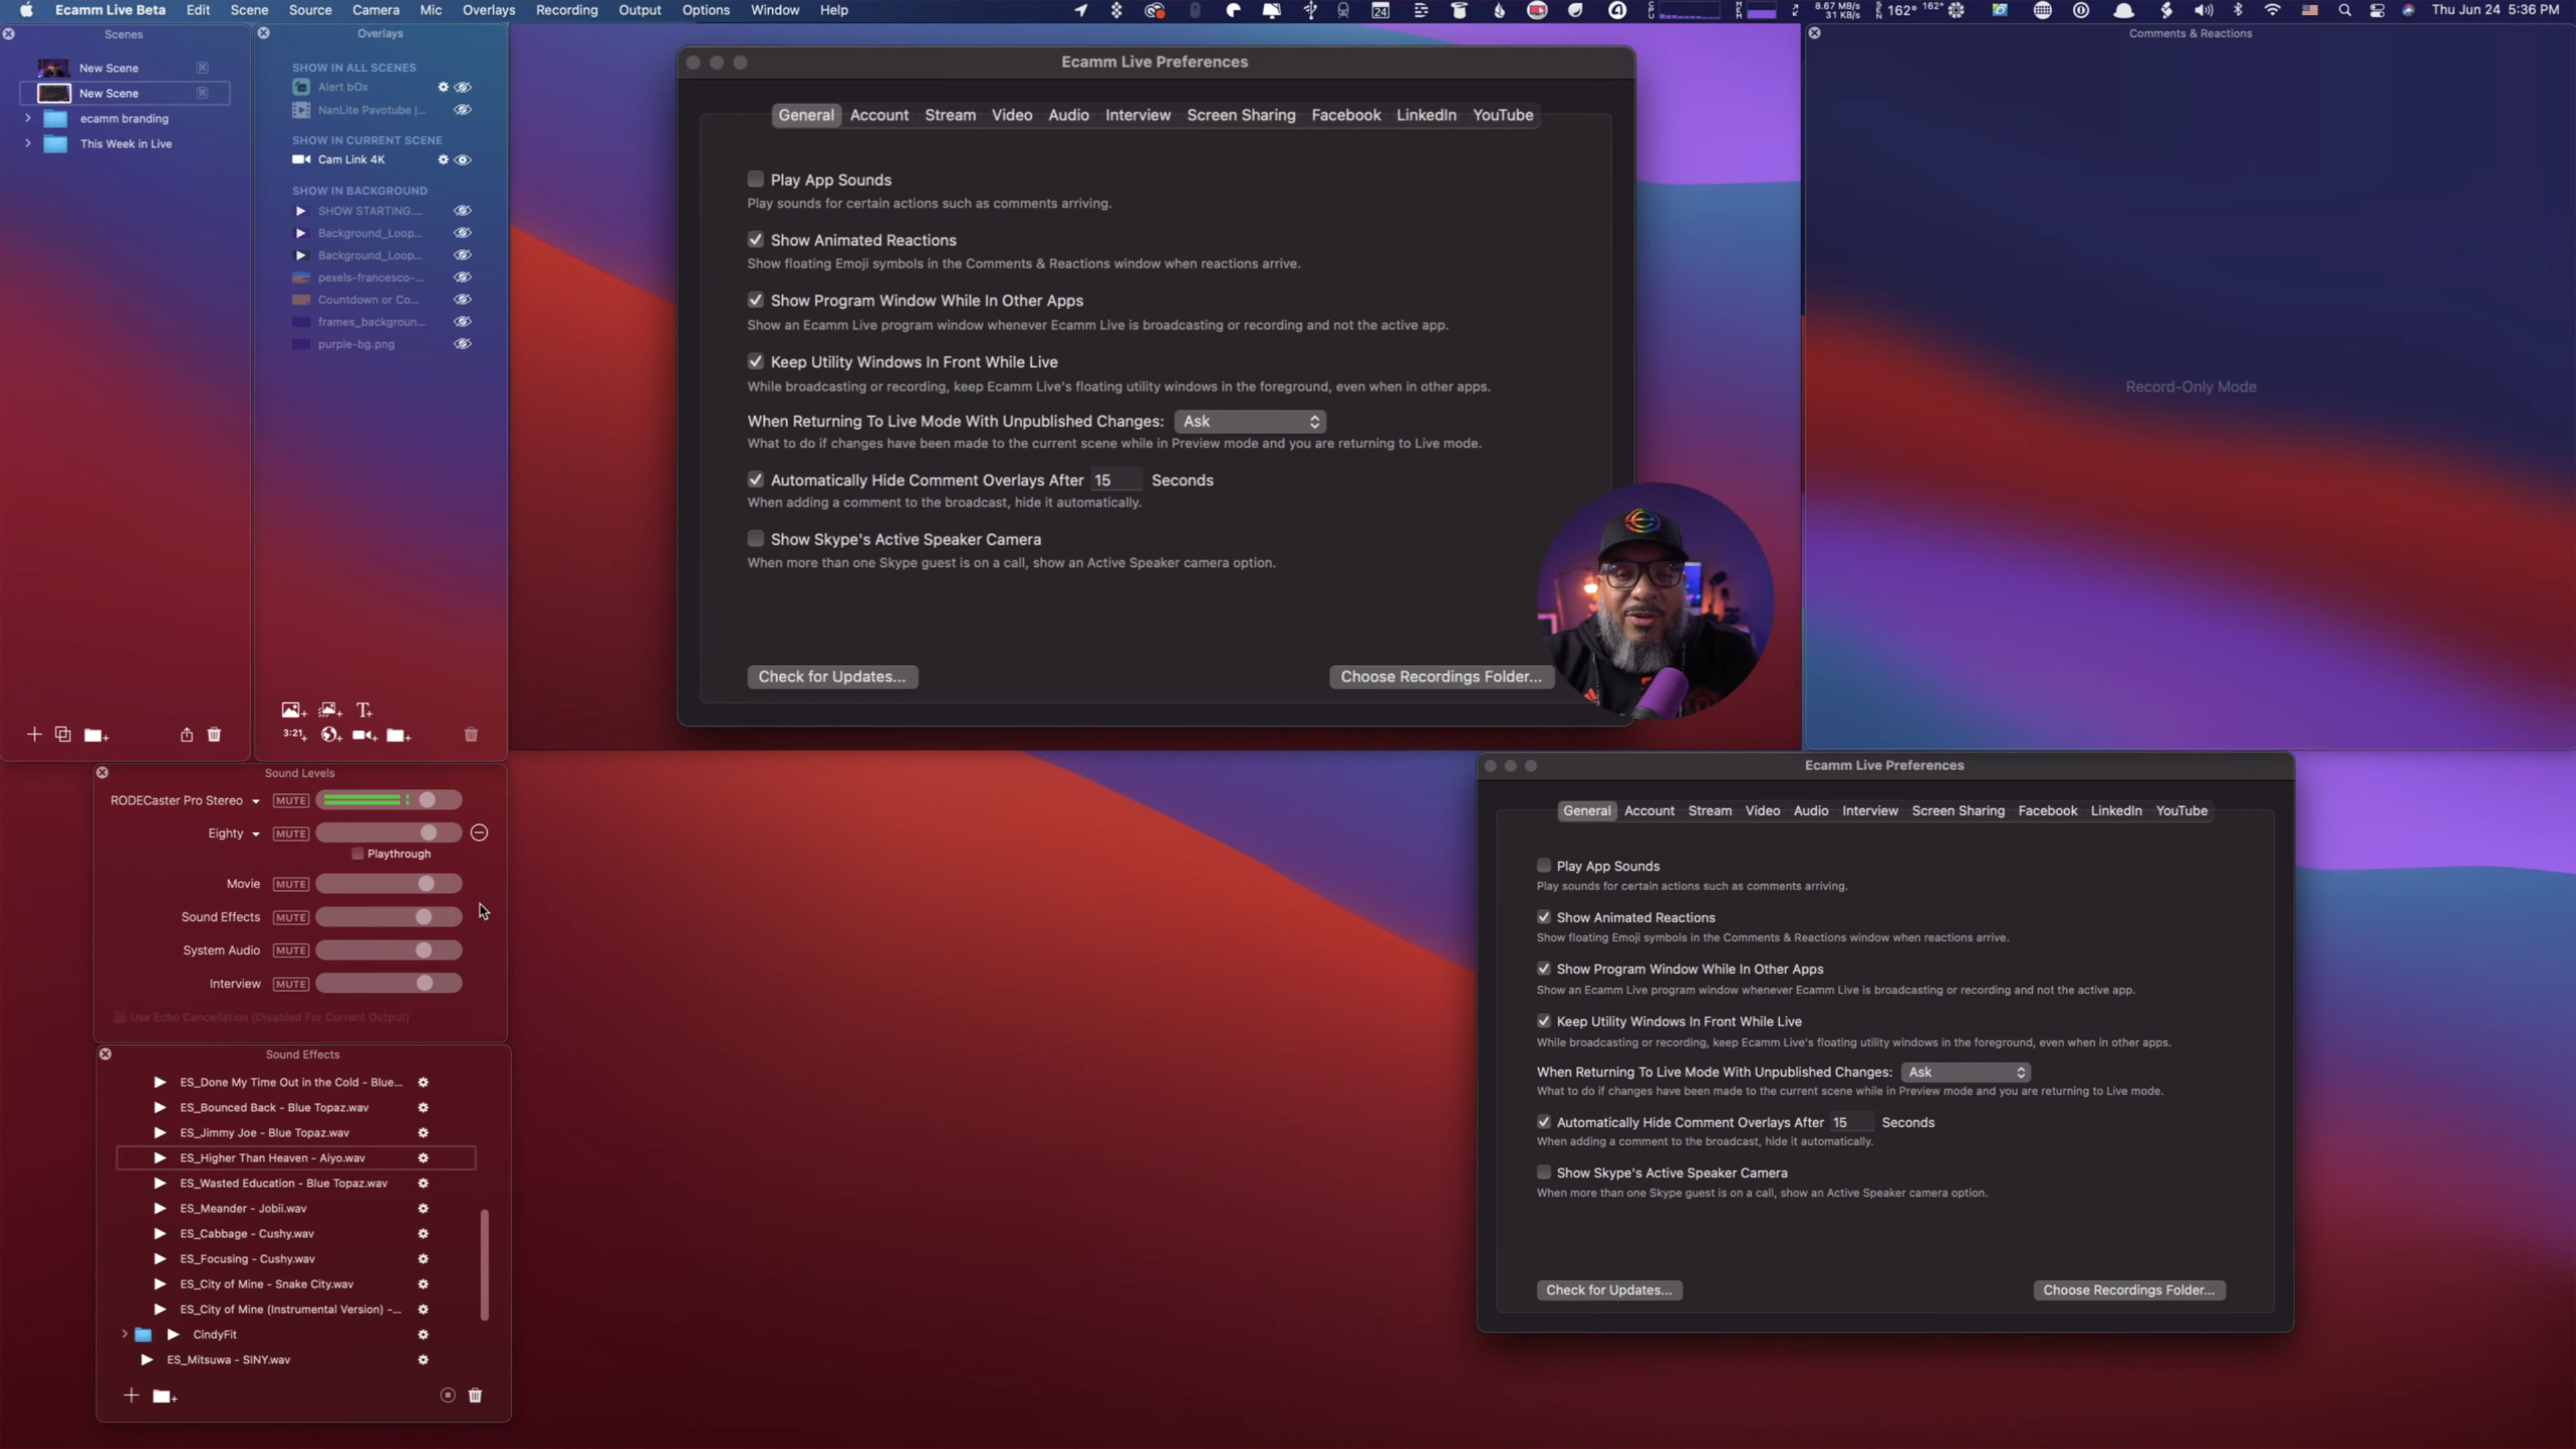 Ecamm Live Beta Edit Scene Source Camera Mic Overlays Recording Output Options Window Help
24 8.67 MB/s 31 KB/s 162° 162° Thu Jun 24 5:36 PM
Scenes
New Scene
New Scene
ecamm branding
This Week in Live
Overlays
SHOW IN ALL SCENES
Alert bOx
NanLite Pavotube |...
SHOW IN CURRENT SCENE
Cam Link 4K
SHOW IN BACKGROUND
SHOW STARTING....
Background_Loop...
Background_Loop...
pexels-francesco-...
Countdown or Co...
frames_backgroun...
purple-bg.png
T+
3:21+
Ecamm Live Preferences
General Account Stream Video Audio Interview Screen Sharing Facebook LinkedIn YouTube
Play App Sounds
Play sounds for certain actions such as comments arriving.
Show Animated Reactions
Show floating Emoji symbols in the Comments & Reactions window when reactions arrive.
Show Program Window While In Other Apps
Show an Ecamm Live program window whenever Ecamm Live is broadcasting or recording and not the active app.
Keep Utility Windows In Front While Live
While broadcasting or recording, keep Ecamm Live's floating utility windows in the foreground, even when in other apps.
When Returning To Live Mode With Unpublished Changes: Ask
What to do if changes have been made to the current scene while in Preview mode and you are returning to Live mode.
Automatically Hide Comment Overlays After 15 Seconds
When adding a comment to the broadcast, hide it automatically.
Show Skype's Active Speaker Camera
When more than one Skype guest is on a call, show an Active Speaker camera option.
Check for Updates... Choose Recordings Folder...
Comments & Reactions
Record-Only Mode
Sound Levels
RODECaster Pro Stereo MUTE
Eighty MUTE
Playthrough
Movie MUTE
Sound Effects MUTE
System Audio MUTE
Interview MUTE
Use Echo Cancellation (Disabled For Current Output)
Sound Effects
ES_Done My Time Out in the Cold - Blue...
ES_Bounced Back - Blue Topaz.wav
ES_Jimmy Joe - Blue Topaz.wav
ES_Higher Than Heaven - Aiyo.wav
ES_Wasted Education - Blue Topaz.wav
ES_Meander - Jobii.wav
ES_Cabbage - Cushy.wav
ES_Focusing - Cushy.wav
ES_City of Mine - Snake City.wav
ES_City of Mine (Instrumental Version) -...
CindyFit
ES_Mitsuwa - SINY.wav
Ecamm Live Preferences
General Account Stream Video Audio Interview Screen Sharing Facebook LinkedIn YouTube
Play App Sounds
Play sounds for certain actions such as comments arriving.
Show Animated Reactions
Show floating Emoji symbols in the Comments & Reactions window when reactions arrive.
Show Program Window While In Other Apps
Show an Ecamm Live program window whenever Ecamm Live is broadcasting or recording and not the active app.
Keep Utility Windows In Front While Live
While broadcasting or recording, keep Ecamm Live's floating utility windows in the foreground, even when in other apps.
When Returning To Live Mode With Unpublished Changes: Ask
What to do if changes have been made to the current scene while in Preview mode and you are returning to Live mode.
Automatically Hide Comment Overlays After 15 Seconds
When adding a comment to the broadcast, hide it automatically.
Show Skype's Active Speaker Camera
When more than one Skype guest is on a call, show an Active Speaker camera option.
Check for Updates... Choose Recordings Folder...